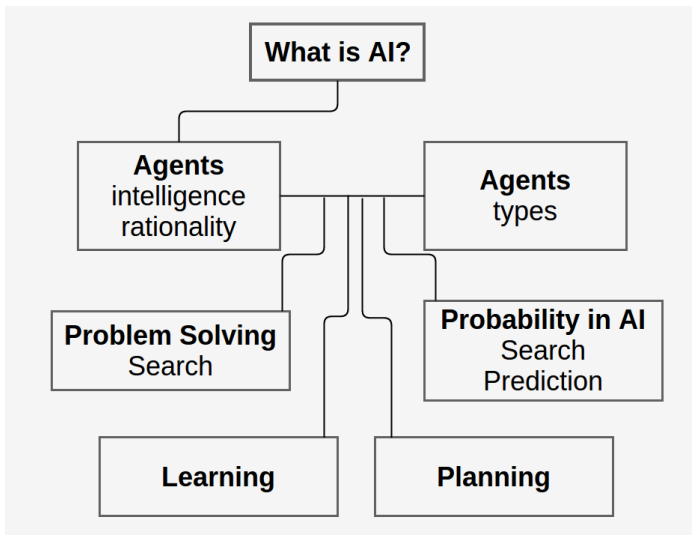 What is AI?
Agents
intelligence
rationality
Agents
types
Problem Solving
Search
Probability in AI
Search
Prediction
Learning
Planning